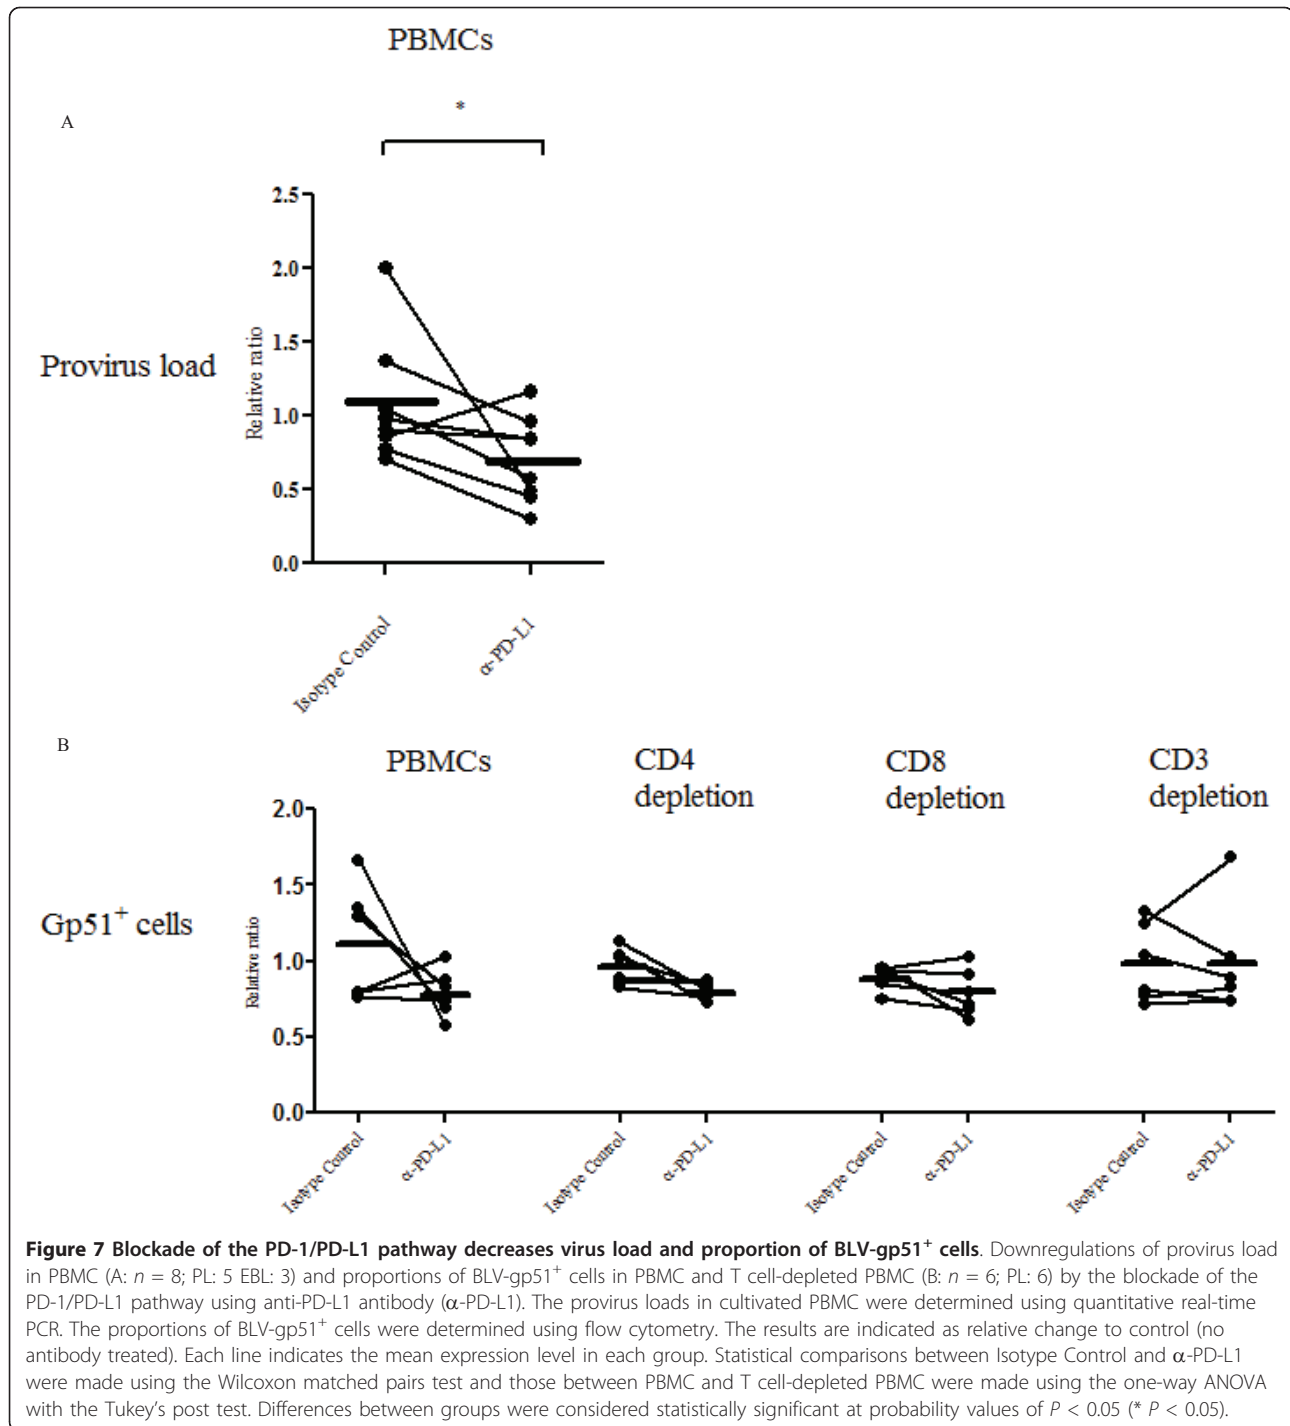 PBMCs
*
A
2.5
2.0
1.5
1.0
0.5
0.0
Relative ratio
Provirus load
Isotype Control
α-PD-L1
B
PBMCs
CD4
depletion
CD8
depletion
CD3
depletion
2.0
1.5
1.0
0.5
0.0
Relative ratio
Gp51⁺ cells
Isotype Control
α-PD-L1
Isotype Control
α-PD-L1
Isotype Control
α-PD-L1
Isotype Control
α-PD-L1
Figure 7 Blockade of the PD-1/PD-L1 pathway decreases virus load and proportion of BLV-gp51⁺ cells. Downregulations of provirus load
in PBMC (A: n = 8; PL: 5 EBL: 3) and proportions of BLV-gp51⁺ cells in PBMC and T cell-depleted PBMC (B: n = 6; PL: 6) by the blockade of the
PD-1/PD-L1 pathway using anti-PD-L1 antibody (α-PD-L1). The provirus loads in cultivated PBMC were determined using quantitative real-time
PCR. The proportions of BLV-gp51⁺ cells were determined using flow cytometry. The results are indicated as relative change to control (no
antibody treated). Each line indicates the mean expression level in each group. Statistical comparisons between Isotype Control and α-PD-L1
were made using the Wilcoxon matched pairs test and those between PBMC and T cell-depleted PBMC were made using the one-way ANOVA
with the Tukey's post test. Differences between groups were considered statistically significant at probability values of P < 0.05 (* P < 0.05).